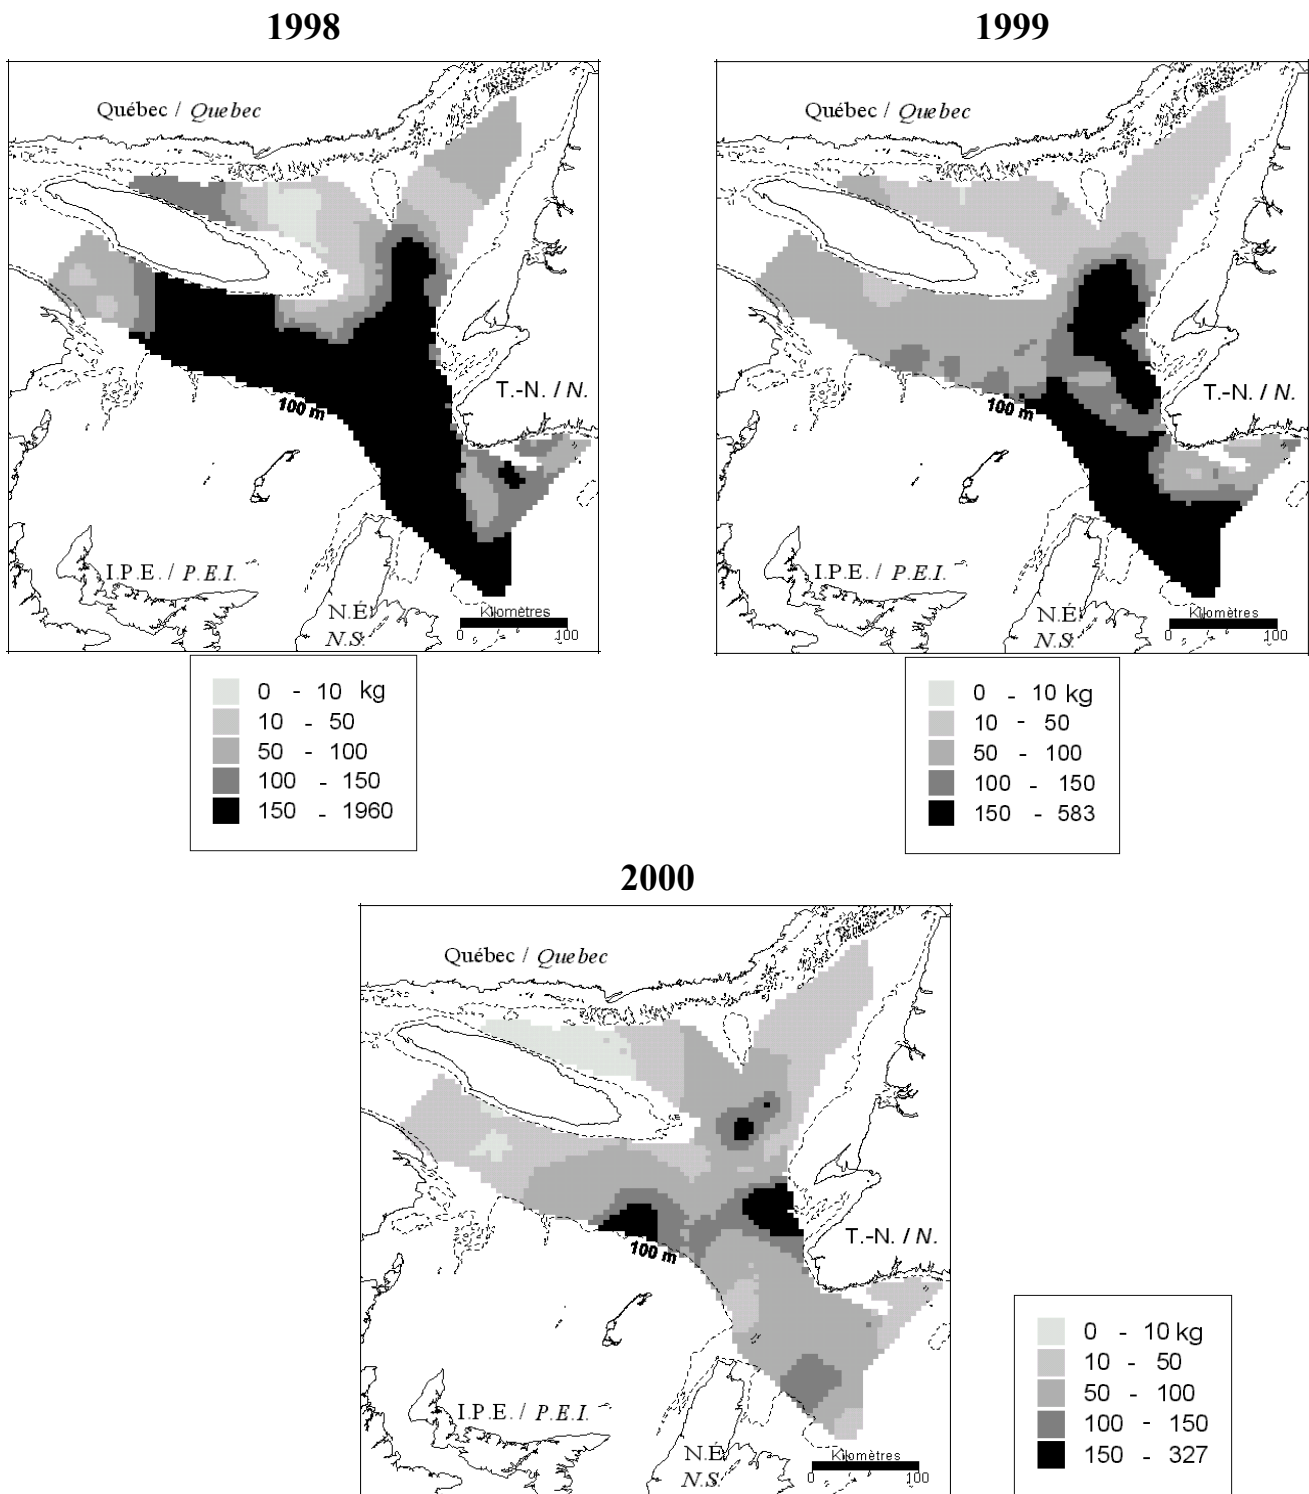 1998
Québec / Quebec
T.-N. / N.
100 m
I.P.E. / P.E.I.
N.É.
N.S.
Kilomètres
0 100
0 - 10 kg
10 - 50
50 - 100
100 - 150
150 - 1960
1999
Québec / Quebec
T.-N. / N.
100 m
I.P.E. / P.E.I.
N.É.
N.S.
Kilomètres
0 100
0 - 10 kg
10 - 50
50 - 100
100 - 150
150 - 583
2000
Québec / Quebec
T.-N. / N.
100 m
I.P.E. / P.E.I.
N.É.
N.S.
Kilomètres
0 100
0 - 10 kg
10 - 50
50 - 100
100 - 150
150 - 327